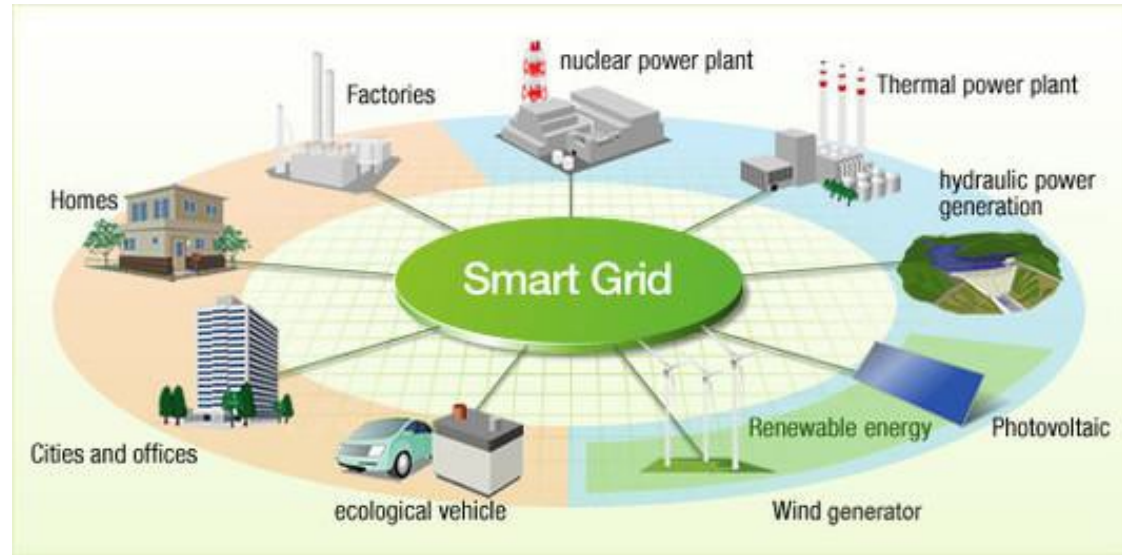 nuclear power plant
Thermal power plant
Factories
hydraulic power
generation
Homes
Smart Grid
Renewable energy
Photovoltaic
Cities and offices
ecological vehicle
Wind generator